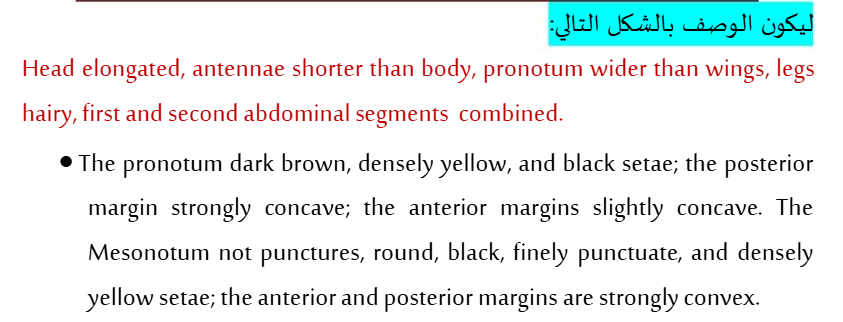 ليكون الوصف بالشكل التالي:
Head elongated, antennae shorter than body, pronotum wider than wings, legs
hairy, first and second abdominal segments combined.
● The pronotum dark brown, densely yellow, and black setae; the posterior
margin strongly concave; the anterior margins slightly concave. The
Mesonotum not punctures, round, black, finely punctuate, and densely
yellow setae; the anterior and posterior margins are strongly convex.